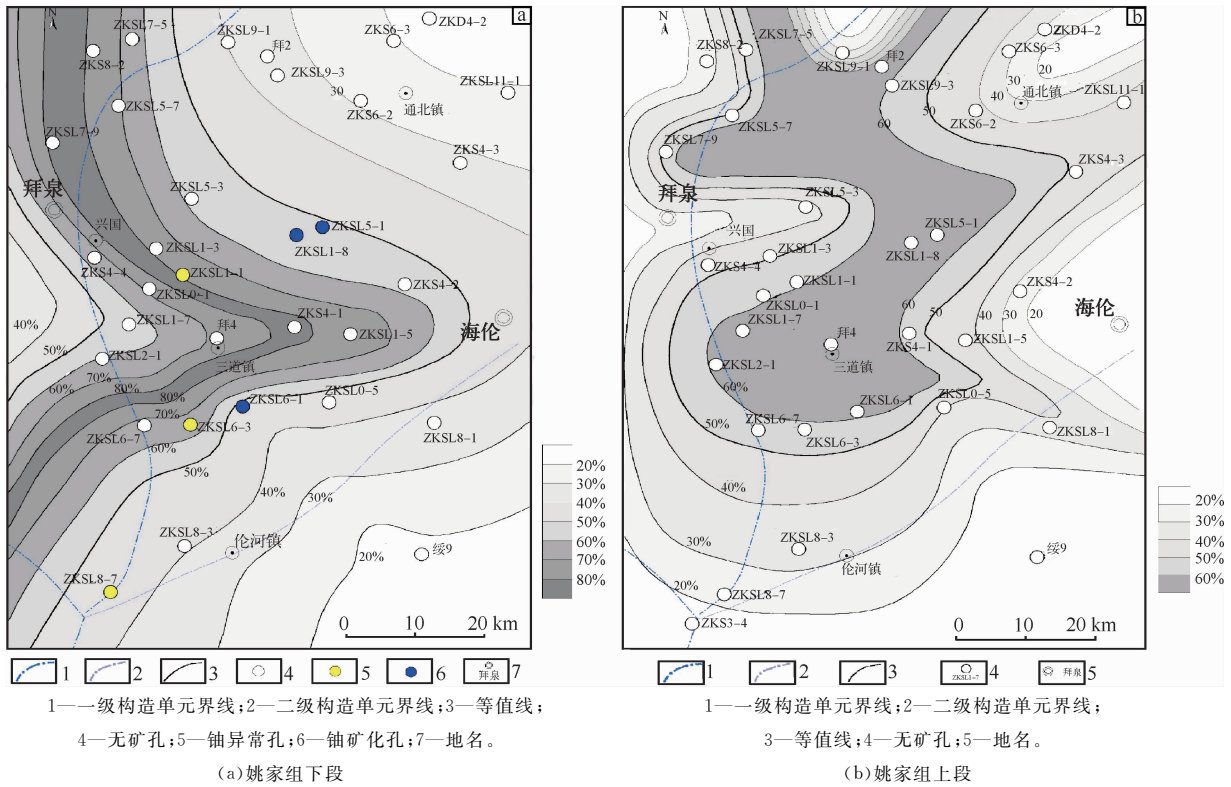 N
a
ZKSL7-5
ZKS8-2
ZKSL9-1
拜2
ZKSL9-3
ZKS6-3
ZKD4-2
ZKSL11-1
30
ZKS6-2
通北镇
ZKSL5-7
ZKSL7-9
ZKS4-3
拜泉
ZKSL5-3
兴国
ZKSL5-1
ZKSL1-8
ZKSL1-3
ZKS4-4
ZKSL1-1
ZKSL0-1
ZKS4-2
海伦
40%
ZKSL1-7
拜4
ZKS4-1
ZKSL1-5
50%
ZKSL2-1
三道镇
60%
70%
80%
80%
70%
ZKSL6-1
ZKSL0-5
ZKSL6-7
ZKSL6-3
ZKSL8-1
60%
50%
40%
30%
ZKSL8-3
伦河镇
20%
绥9
ZKSL8-7
0 10 20 km
20%
30%
40%
50%
60%
70%
80%
1
2
3
4
5
6
拜泉
7
1—一级构造单元界线;2—二级构造单元界线;3—等值线;
4—无矿孔;5—铀异常孔;6—铀矿化孔;7—地名。
(a)姚家组下段
N
b
ZKSL7-5
ZKS8-2
ZKSL9-1
拜2
ZKSL9-3
ZKD4-2
ZKS6-3
20
30
40
通北镇
ZKSL11-1
50
60
ZKS6-2
ZKSL5-7
ZKSL7-9
ZKS4-3
拜泉
ZKSL5-3
兴国
ZKSL5-1
ZKSL1-8
ZKSL1-3
ZKS4-4
ZKSL1-1
ZKSL0-1
ZKS4-2
海伦
60
50
40
30
20
ZKSL1-7
拜4
ZKS4-1
ZKSL1-5
三道镇
ZKSL2-1
60%
ZKSL6-1
ZKSL0-5
50%
ZKSL6-7
ZKSL6-3
ZKSL8-1
40%
30%
ZKSL8-3
伦河镇
绥9
20%
ZKSL8-7
ZKS3-4
0 10 20 km
20%
30%
40%
50%
60%
1
2
3
ZKSL1-7
4
拜泉
5
1—一级构造单元界线;2—二级构造单元界线;
3—等值线;4—无矿孔;5—地名。
(b)姚家组上段